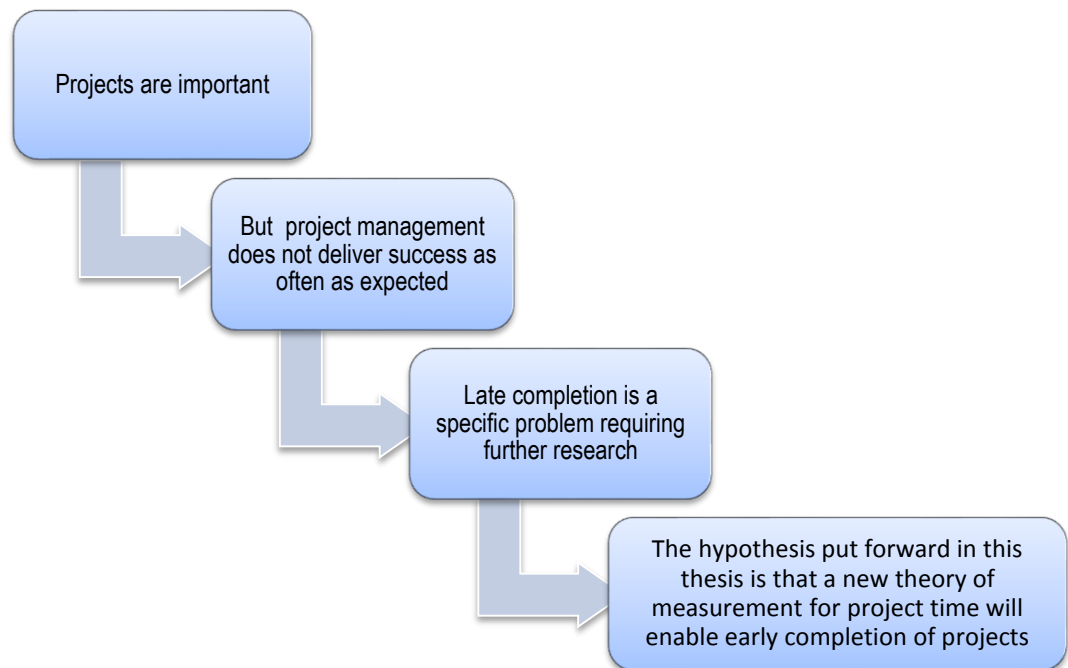 Projects are important
But  project management
does not deliver success as
often as expected
Late completion is a
specific problem requiring
further research
The hypothesis put forward in this
thesis is that a new theory of
measurement for project time will
enable early completion of projects